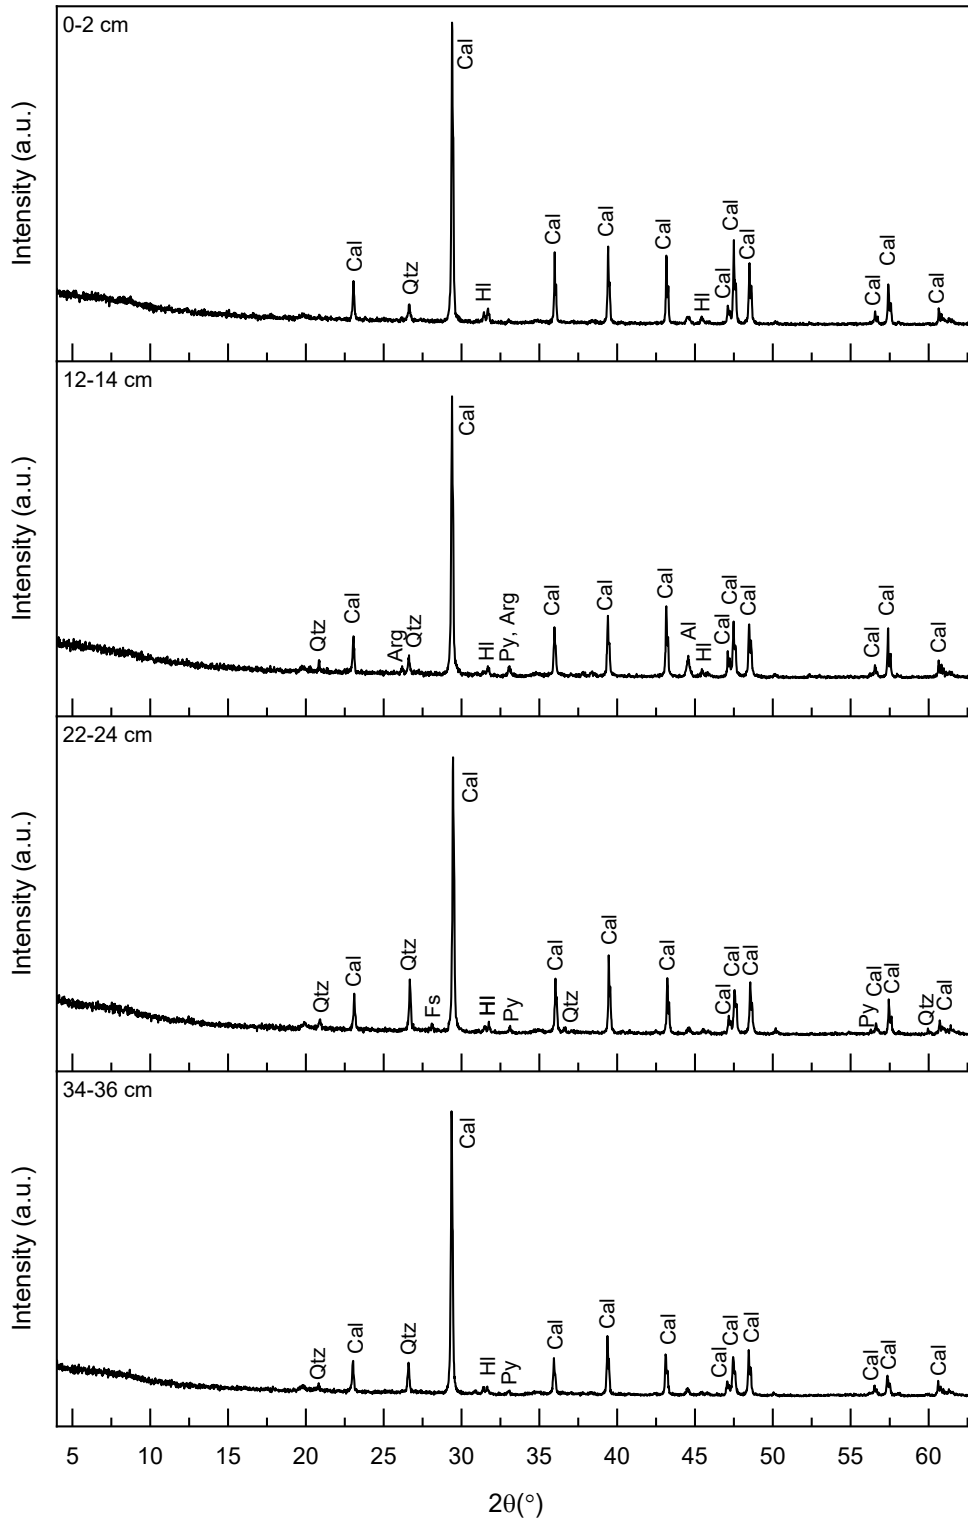 0-2 cm
Intensity (a.u.)
Cal
Qtz
Cal
Hl
Cal
Cal
Cal
Hl
Cal
Cal
Cal
Cal
Cal
Cal
12-14 cm
Intensity (a.u.)
Qtz
Cal
Arg
Qtz
Cal
Hl
Py, Arg
Cal
Cal
Cal
Al
Hl
Cal
Cal
Cal
Cal
Cal
Cal
22-24 cm
Intensity (a.u.)
Qtz
Cal
Qtz
Fs
Cal
Hl
Py
Cal
Qtz
Cal
Cal
Cal
Cal
Cal
Py
Cal
Cal
Qtz
Cal
34-36 cm
Intensity (a.u.)
Qtz
Cal
Qtz
Cal
Hl
Py
Cal
Cal
Cal
Cal
Cal
Cal
Cal
Cal
Cal
5 10 15 20 25 30 35 40 45 50 55 60
2θ(°)